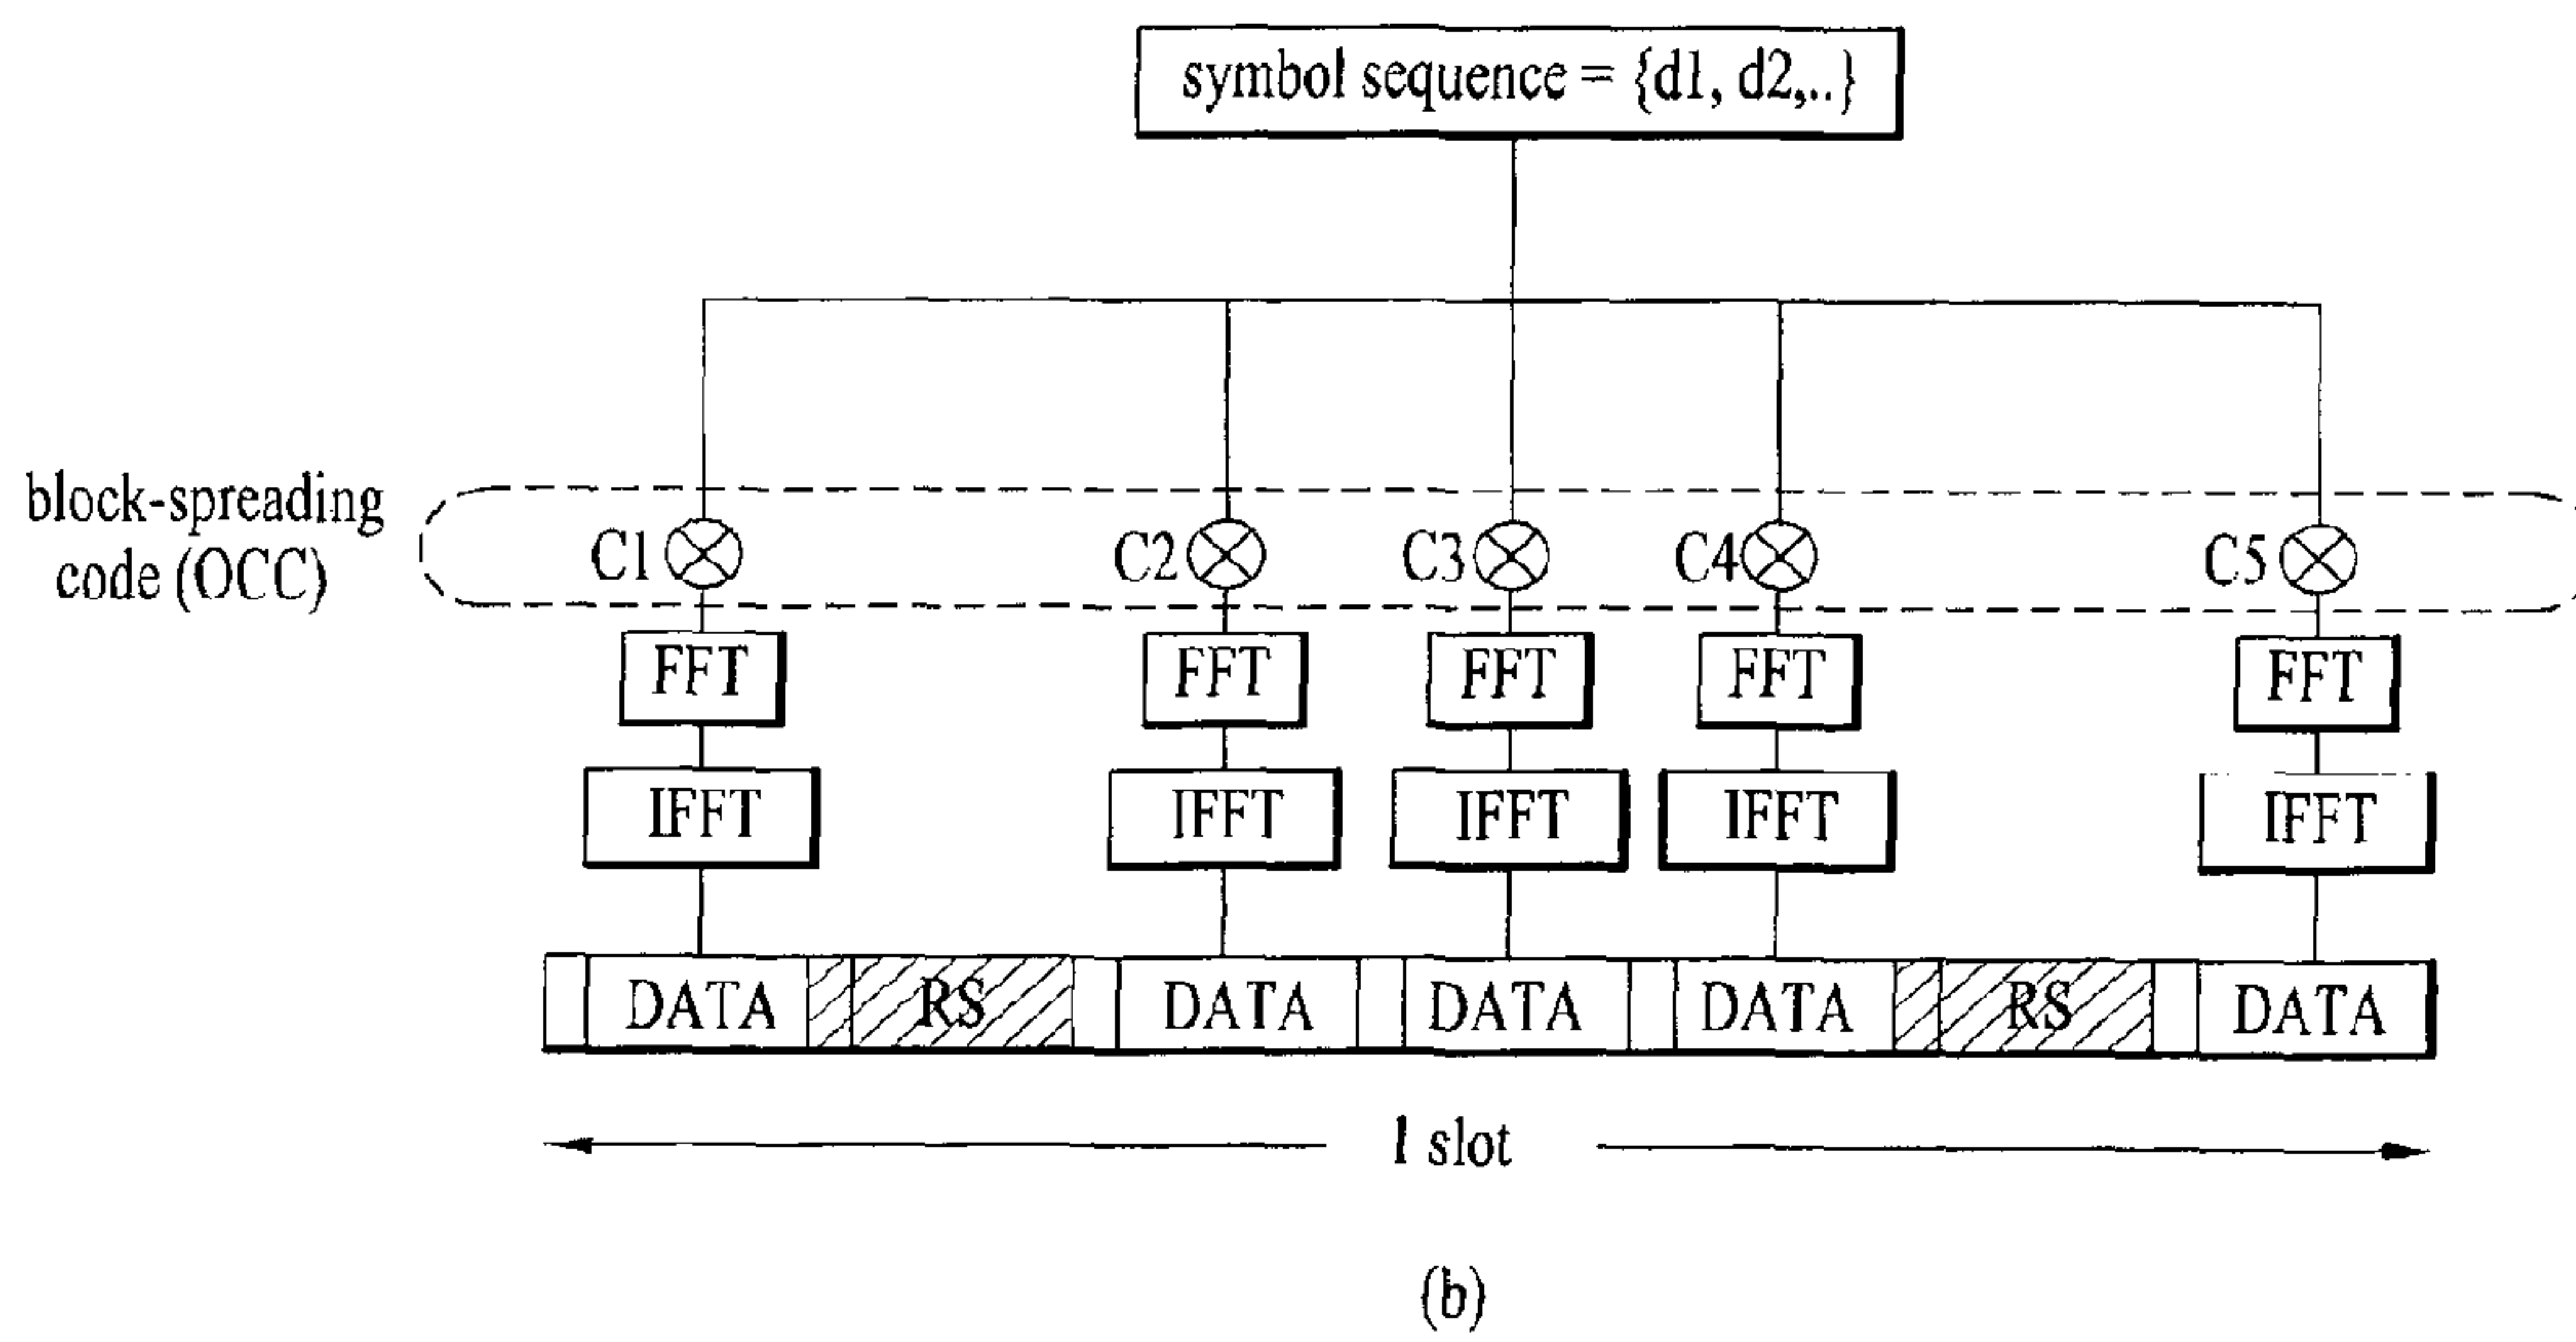 symbol sequence = {d1, d2,..}
block-spreading
code (OCC)
C1 C2 C3 C4 C5
FFT FFT FFT FFT FFT
IFFT IFFT IFFT IFFT IFFT
DATA RS DATA DATA DATA RS DATA
1 slot
(b)